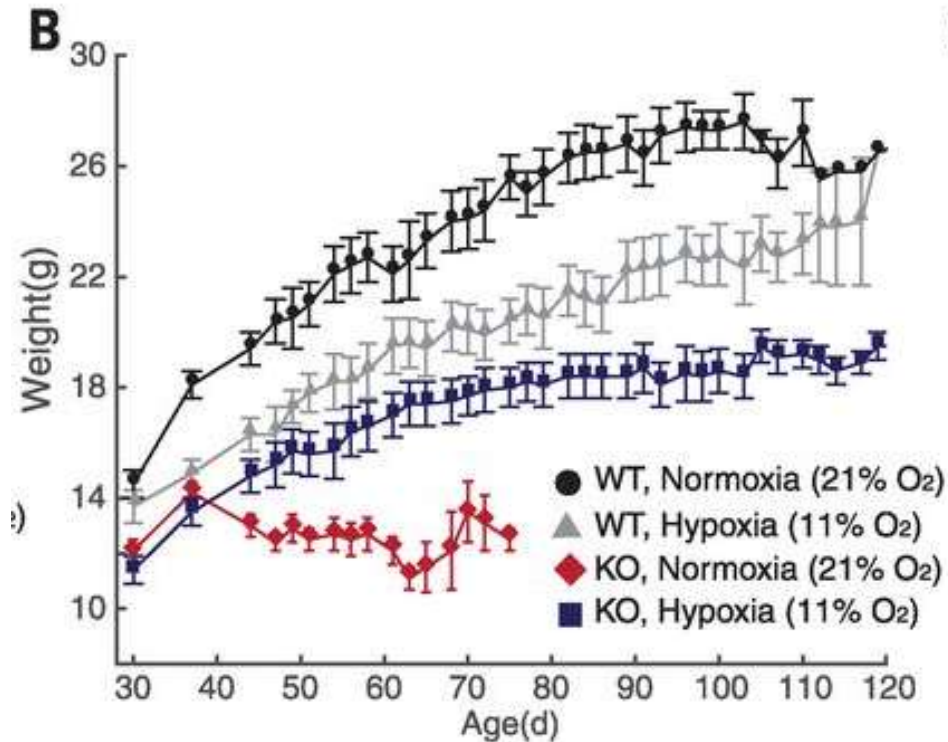 B
30
26
22
18
14
10
Weight(g)
WT, Normoxia (21% O₂)
WT, Hypoxia (11% O₂)
KO, Normoxia (21% O₂)
KO, Hypoxia (11% O₂)
30 40 50 60 70 80 90 100 110 120
Age(d)